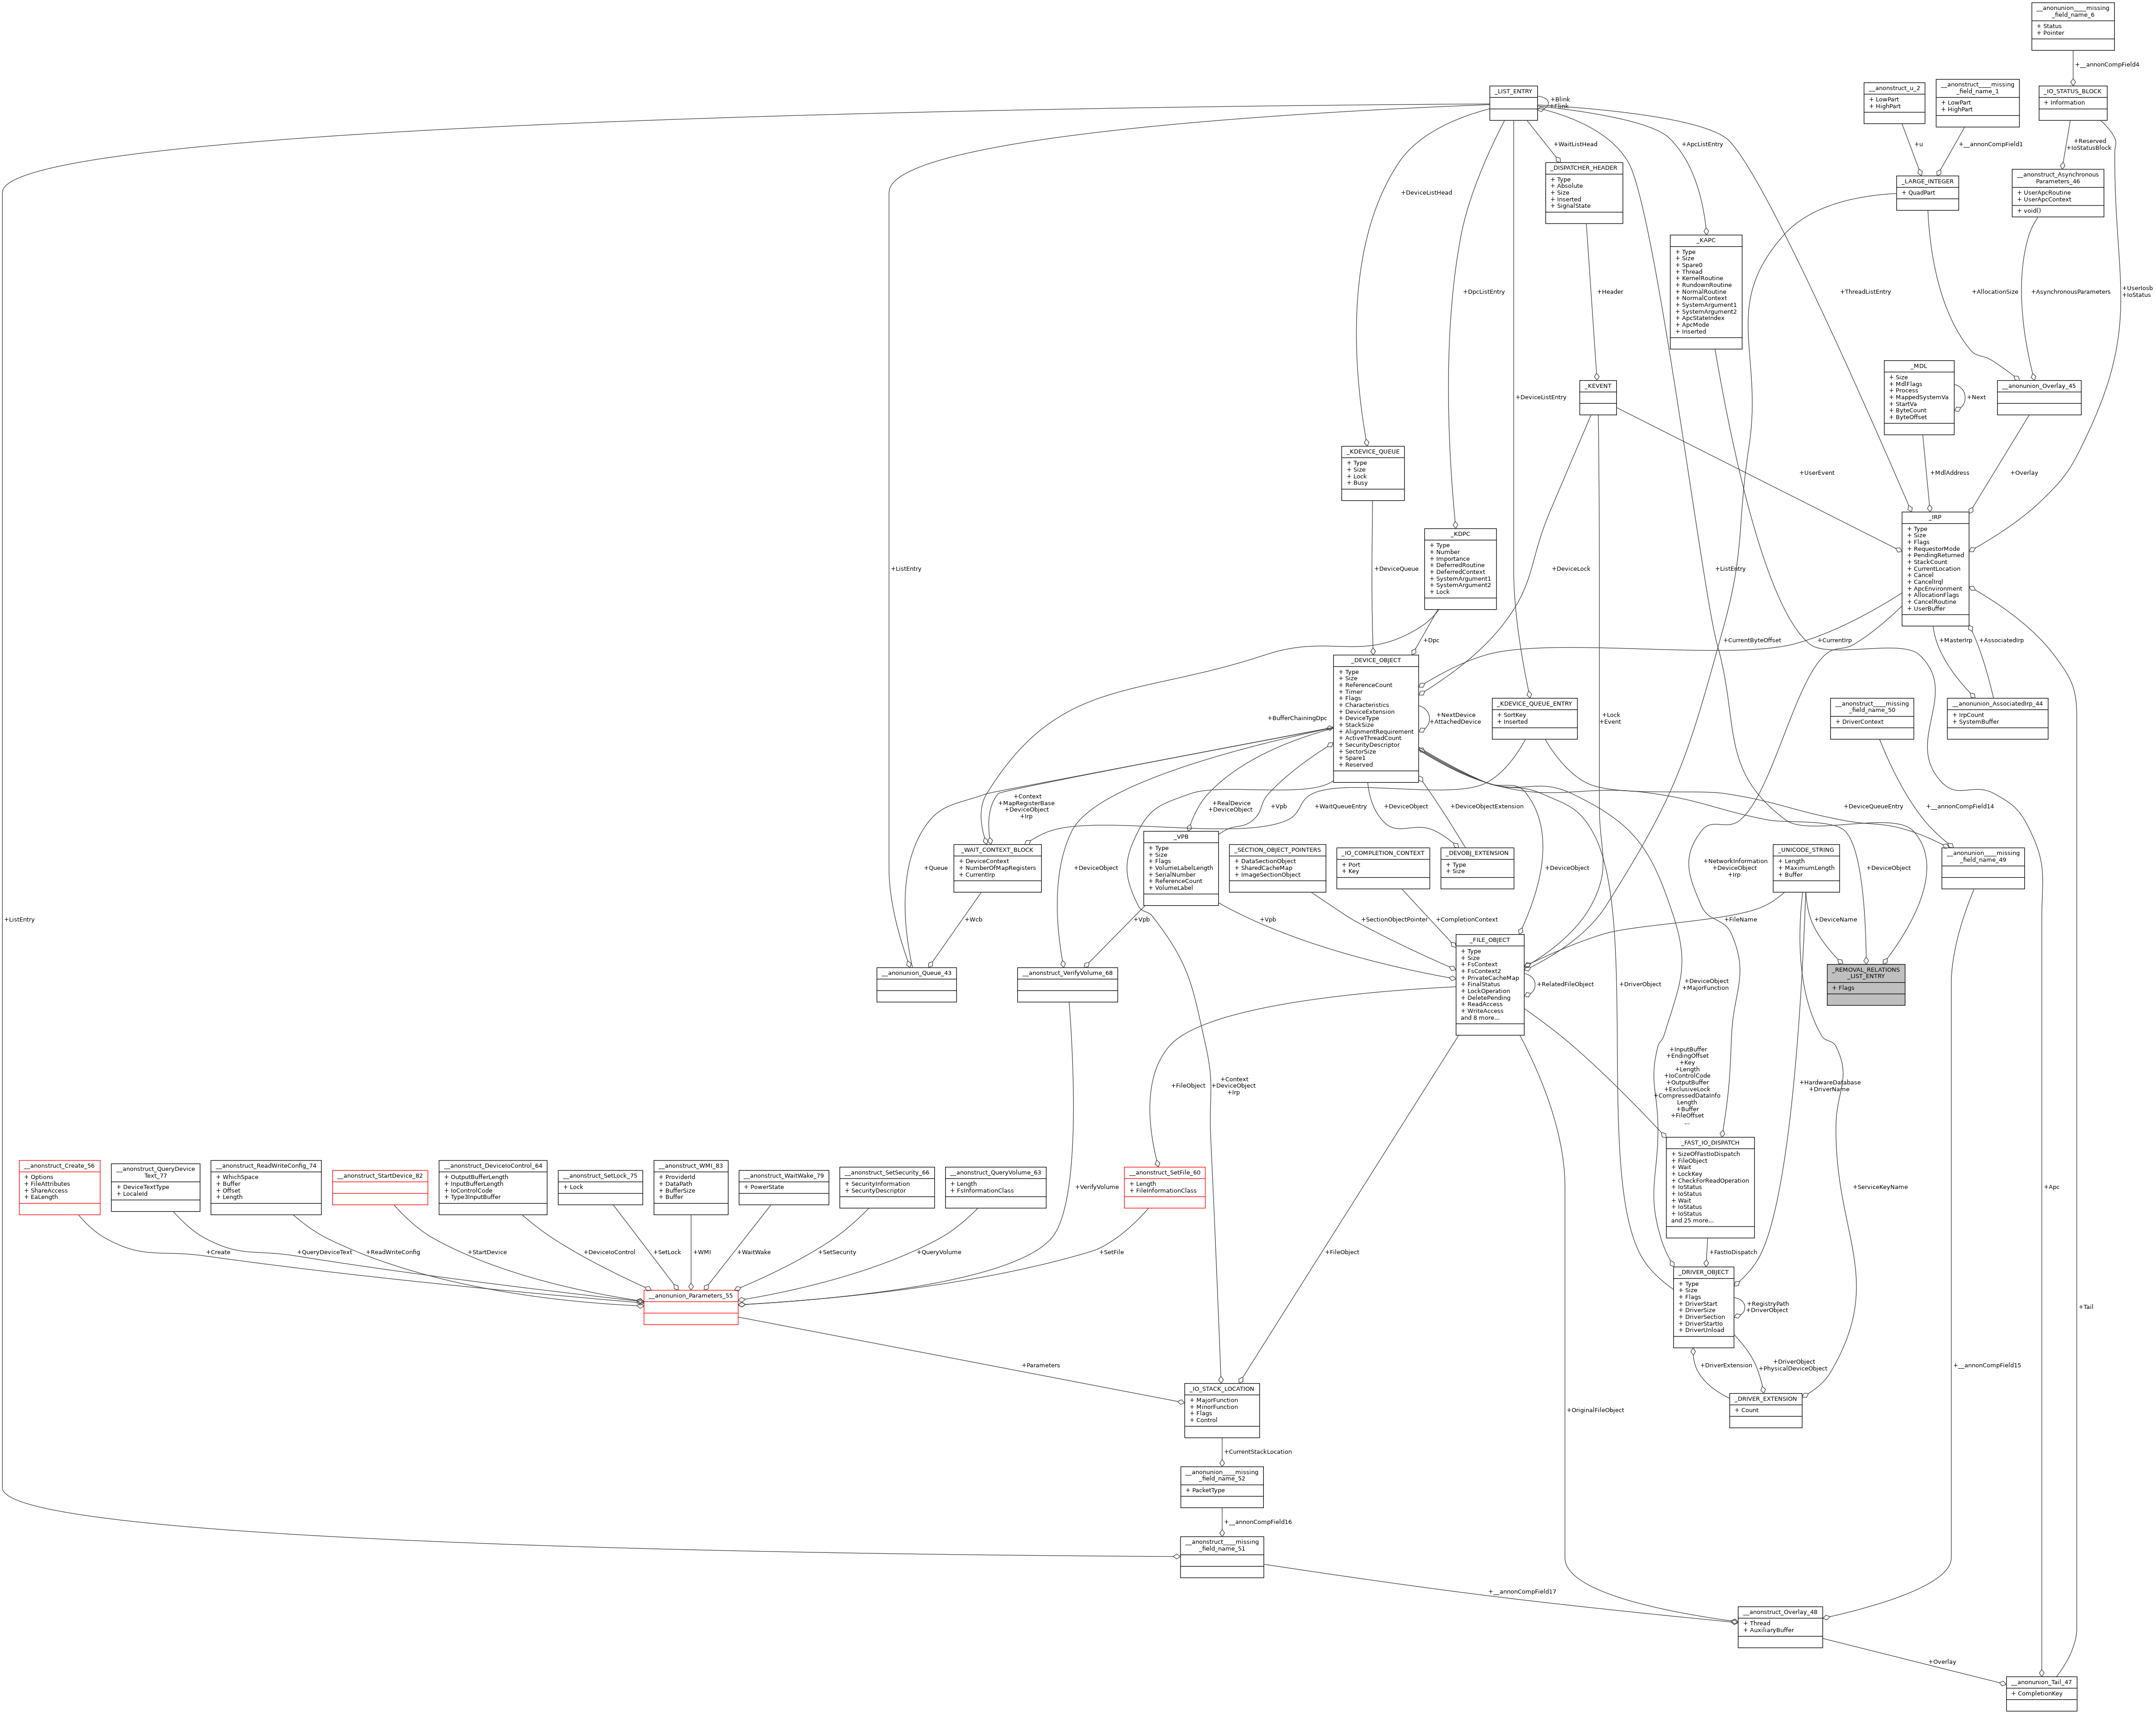 __anonunion____missing
_field_name_6
+ Status
+ Pointer
+__annonCompField4
_LIST_ENTRY
+Blink
+Flink
__anonstruct_u_2
+ LowPart
+ HighPart
__anonstruct____missing
_field_name_1
+ LowPart
+ HighPart
_IO_STATUS_BLOCK
+ Information
+WaitListHead
+ApcListEntry
+u
+__annonCompField1
+Reserved
+IoStatusBlock
_DISPATCHER_HEADER
+ Type
+ Absolute
+ Size
+ Inserted
+ SignalState
_LARGE_INTEGER
+ QuadPart
__anonstruct_Asynchronous
Parameters_46
+ UserApcRoutine
+ UserApcContext
+ void()
+DeviceListHead
_KAPC
+ Type
+ Size
+ Spare0
+ Thread
+ KernelRoutine
+ RundownRoutine
+ NormalRoutine
+ NormalContext
+ SystemArgument1
+ SystemArgument2
+ ApcStateIndex
+ ApcMode
+ Inserted
+DpcListEntry
+Header
+ThreadListEntry
+AllocationSize
+AsynchronousParameters
+UserIosb
+IoStatus
_KEVENT
_MDL
+ Size
+ MdlFlags
+ Process
+ MappedSystemVa
+ StartVa
+ ByteCount
+ ByteOffset
+Next
__anonunion_Overlay_45
+DeviceListEntry
_KDEVICE_QUEUE
+ Type
+ Size
+ Lock
+ Busy
+UserEvent
+MdlAddress
+Overlay
_KDPC
+ Type
+ Number
+ Importance
+ DeferredRoutine
+ DeferredContext
+ SystemArgument1
+ SystemArgument2
+ Lock
_IRP
+ Type
+ Size
+ Flags
+ RequestorMode
+ PendingReturned
+ StackCount
+ CurrentLocation
+ Cancel
+ CancelIrql
+ ApcEnvironment
+ AllocationFlags
+ CancelRoutine
+ UserBuffer
+ListEntry
+DeviceQueue
+DeviceLock
+ListEntry
+Dpc
+CurrentByteOffset
+CurrentIrp
+MasterIrp
+AssociatedIrp
_DEVICE_OBJECT
+ Type
+ Size
+ ReferenceCount
+ Timer
+ Flags
+ Characteristics
+ DeviceExtension
+ DeviceType
+ StackSize
+ AlignmentRequirement
+ ActiveThreadCount
+ SecurityDescriptor
+ SectorSize
+ Spare1
+ Reserved
+BufferChainingDpc
+NextDevice
+AttachedDevice
_KDEVICE_QUEUE_ENTRY
+ SortKey
+ Inserted
+Lock
+Event
__anonstruct____missing
_field_name_50
+ DriverContext
__anonunion_AssociatedIrp_44
+ IrpCount
+ SystemBuffer
+Context
+MapRegisterBase
+DeviceObject
+Irp
+RealDevice
+DeviceObject
+Vpb
+WaitQueueEntry
+DeviceObject
+DeviceObjectExtension
+DeviceQueueEntry
+__annonCompField14
_WAIT_CONTEXT_BLOCK
+ DeviceContext
+ NumberOfMapRegisters
+ CurrentIrp
_VPB
+ Type
+ Size
+ Flags
+ VolumeLabelLength
+ SerialNumber
+ ReferenceCount
+ VolumeLabel
_SECTION_OBJECT_POINTERS
+ DataSectionObject
+ SharedCacheMap
+ ImageSectionObject
_IO_COMPLETION_CONTEXT
+ Port
+ Key
_DEVOBJ_EXTENSION
+ Type
+ Size
_UNICODE_STRING
+ Length
+ MaximumLength
+ Buffer
__anonunion____missing
_field_name_49
+Queue
+DeviceObject
+DeviceObject
+NetworkInformation
+DeviceObject
+Irp
+DeviceObject
+ListEntry
+Wcb
+Vpb
+Vpb
+SectionObjectPointer
+CompletionContext
+FileName
+DeviceName
__anonunion_Queue_43
__anonstruct_VerifyVolume_68
_FILE_OBJECT
+ Type
+ Size
+ FsContext
+ FsContext2
+ PrivateCacheMap
+ FinalStatus
+ LockOperation
+ DeletePending
+ ReadAccess
+ WriteAccess
and 8 more...
+RelatedFileObject
+DriverObject
+DeviceObject
+MajorFunction
_REMOVAL_RELATIONS
_LIST_ENTRY
+ Flags
+FileObject
+Context
+DeviceObject
+Irp
+InputBuffer
+EndingOffset
+Key
+Length
+IoControlCode
+OutputBuffer
+ExclusiveLock
+CompressedDataInfo
Length
+Buffer
+FileOffset
...
+HardwareDatabase
+DriverName
__anonstruct_Create_56
+ Options
+ FileAttributes
+ ShareAccess
+ EaLength
__anonstruct_QueryDevice
Text_77
+ DeviceTextType
+ LocaleId
__anonstruct_ReadWriteConfig_74
+ WhichSpace
+ Buffer
+ Offset
+ Length
__anonstruct_StartDevice_82
__anonstruct_DeviceIoControl_64
+ OutputBufferLength
+ InputBufferLength
+ IoControlCode
+ Type3InputBuffer
__anonstruct_SetLock_75
+ Lock
__anonstruct_WMI_83
+ ProviderId
+ DataPath
+ BufferSize
+ Buffer
__anonstruct_WaitWake_79
+ PowerState
__anonstruct_SetSecurity_66
+ SecurityInformation
+ SecurityDescriptor
__anonstruct_QueryVolume_63
+ Length
+ FsInformationClass
+VerifyVolume
__anonstruct_SetFile_60
+ Length
+ FileInformationClass
_FAST_IO_DISPATCH
+ SizeOfFastIoDispatch
+ FileObject
+ Wait
+ LockKey
+ CheckForReadOperation
+ IoStatus
+ IoStatus
+ Wait
+ IoStatus
+ IoStatus
and 25 more...
+ServiceKeyName
+Apc
+Create
+QueryDeviceText
+ReadWriteConfig
+StartDevice
+DeviceIoControl
+SetLock
+WMI
+WaitWake
+SetSecurity
+QueryVolume
+SetFile
+FileObject
+FastIoDispatch
__anonunion_Parameters_55
_DRIVER_OBJECT
+ Type
+ Size
+ Flags
+ DriverStart
+ DriverSize
+ DriverSection
+ DriverStartIo
+ DriverUnload
+RegistryPath
+DriverObject
+Tail
+Parameters
+DriverExtension
+DriverObject
+PhysicalDeviceObject
+__annonCompField15
_IO_STACK_LOCATION
+ MajorFunction
+ MinorFunction
+ Flags
+ Control
+OriginalFileObject
_DRIVER_EXTENSION
+ Count
+CurrentStackLocation
__anonunion____missing
_field_name_52
+ PacketType
+__annonCompField16
__anonstruct____missing
_field_name_51
+__annonCompField17
__anonstruct_Overlay_48
+ Thread
+ AuxiliaryBuffer
+Overlay
__anonunion_Tail_47
+ CompletionKey